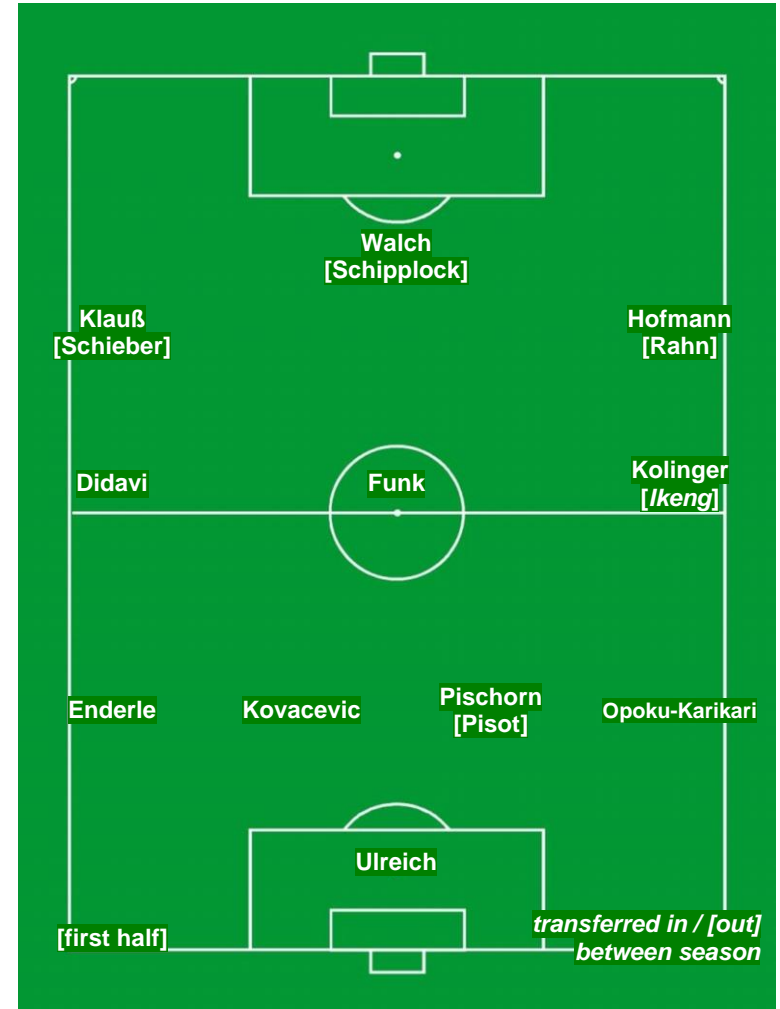 Walch
[Schipplock]
Klauß
[Schieber]
Hofmann
[Rahn]
Didavi
Funk
Kolinger
[Ikeng]
Enderle
Kovacevic
Pischorn
[Pisot]
Opoku-Karikari
Ulreich
[first half]
transferred in / [out]
between season